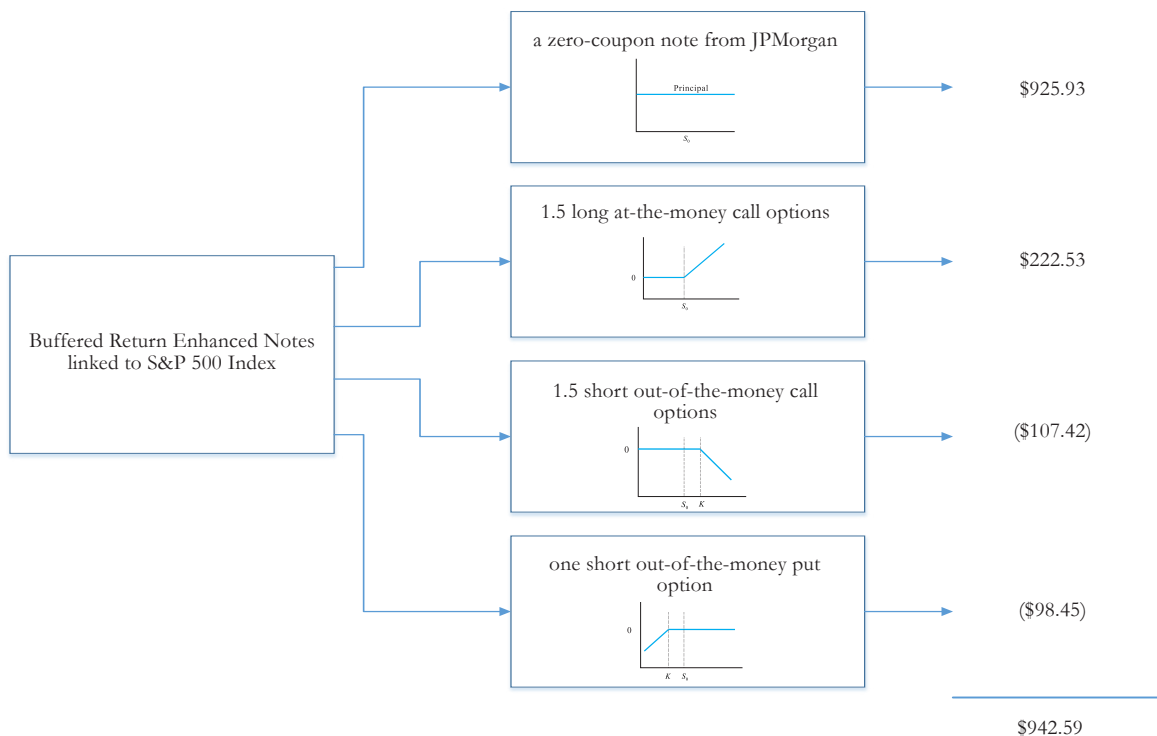 a zero-coupon note from JPMorgan
Principal
S0
$925.93
1.5 long at-the-money call options
0
S0
$222.53
Buffered Return Enhanced Notes
linked to S&P 500 Index
1.5 short out-of-the-money call
options
0
S0 K
($107.42)
one short out-of-the-money put
option
0
K S0
($98.45)
$942.59